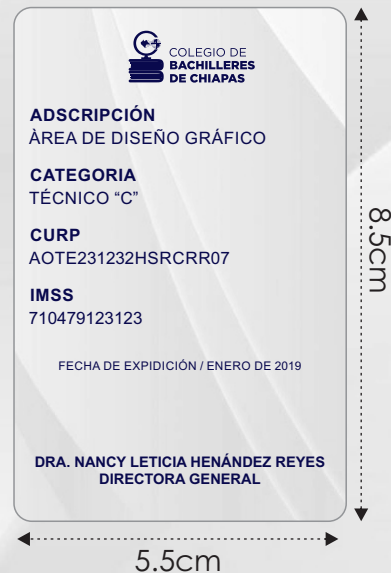 COLEGIO DE
BACHILLERES
DE CHIAPAS
ADSCRIPCIÓN
ÀREA DE DISEÑO GRÁFICO
CATEGORIA
TÉCNICO “C”
CURP
AOTE231232HSRCRR07
IMSS
710479123123
FECHA DE EXPIDICIÓN / ENERO DE 2019
DRA. NANCY LETICIA HENÁNDEZ REYES
DIRECTORA GENERAL
8.5cm
5.5cm